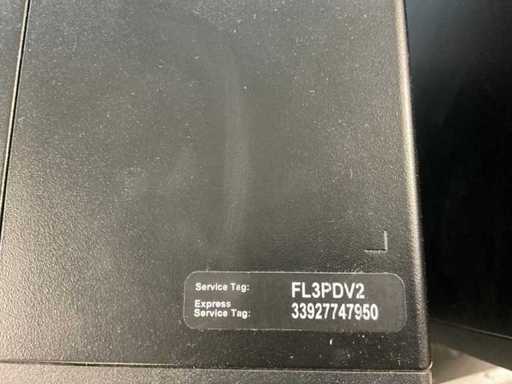 Service Tag: FL3PDV2
Express
Service Tag: 33927747950